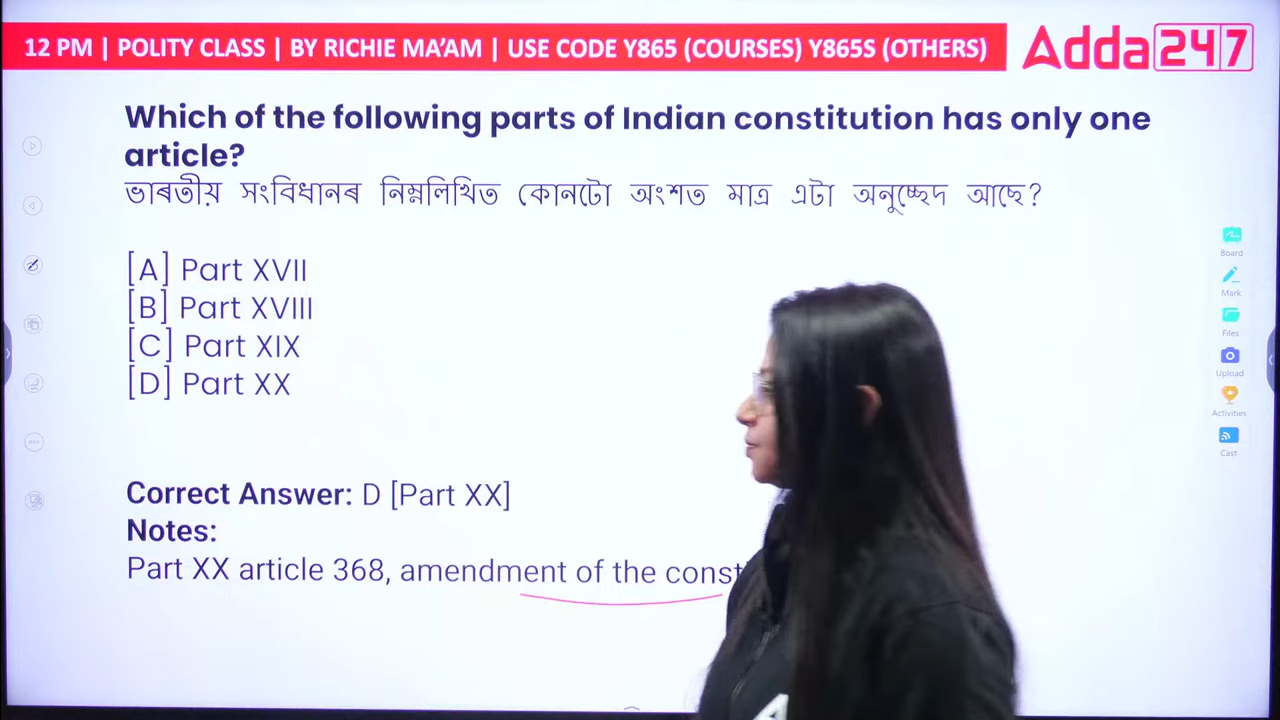 12 PM | POLITY CLASS | BY RICHIE MA'AM | USE CODE Y865 (COURSES) Y865S (OTHERS)
Adda247
Which of the following parts of Indian constitution has only one
article?
ভাৰতীয় সংবিধানৰ নিম্নলিখিত কোনটো অংশত মাত্ৰ এটা অনুচ্ছেদ আছে?
[A] Part XVII
[B] Part XVIII
[C] Part XIX
[D] Part XX
Correct Answer: D [Part XX]
Notes:
Part XX article 368, amendment of the
Board
Mark
Files
Upload
Activities
Cast